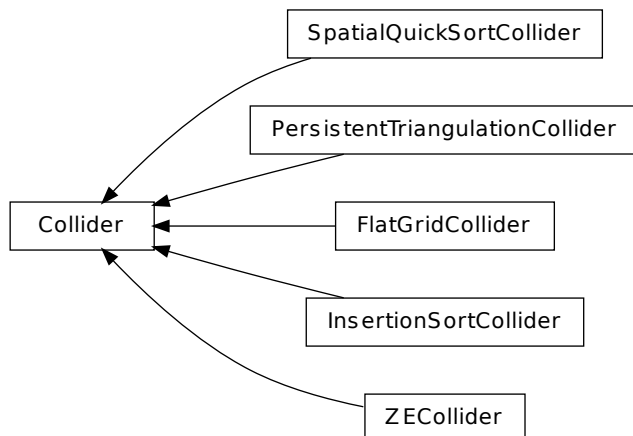 SpatialQuickSortCollider
PersistentTriangulationCollider
Collider
FlatGridCollider
InsertionSortCollider
ZECollider